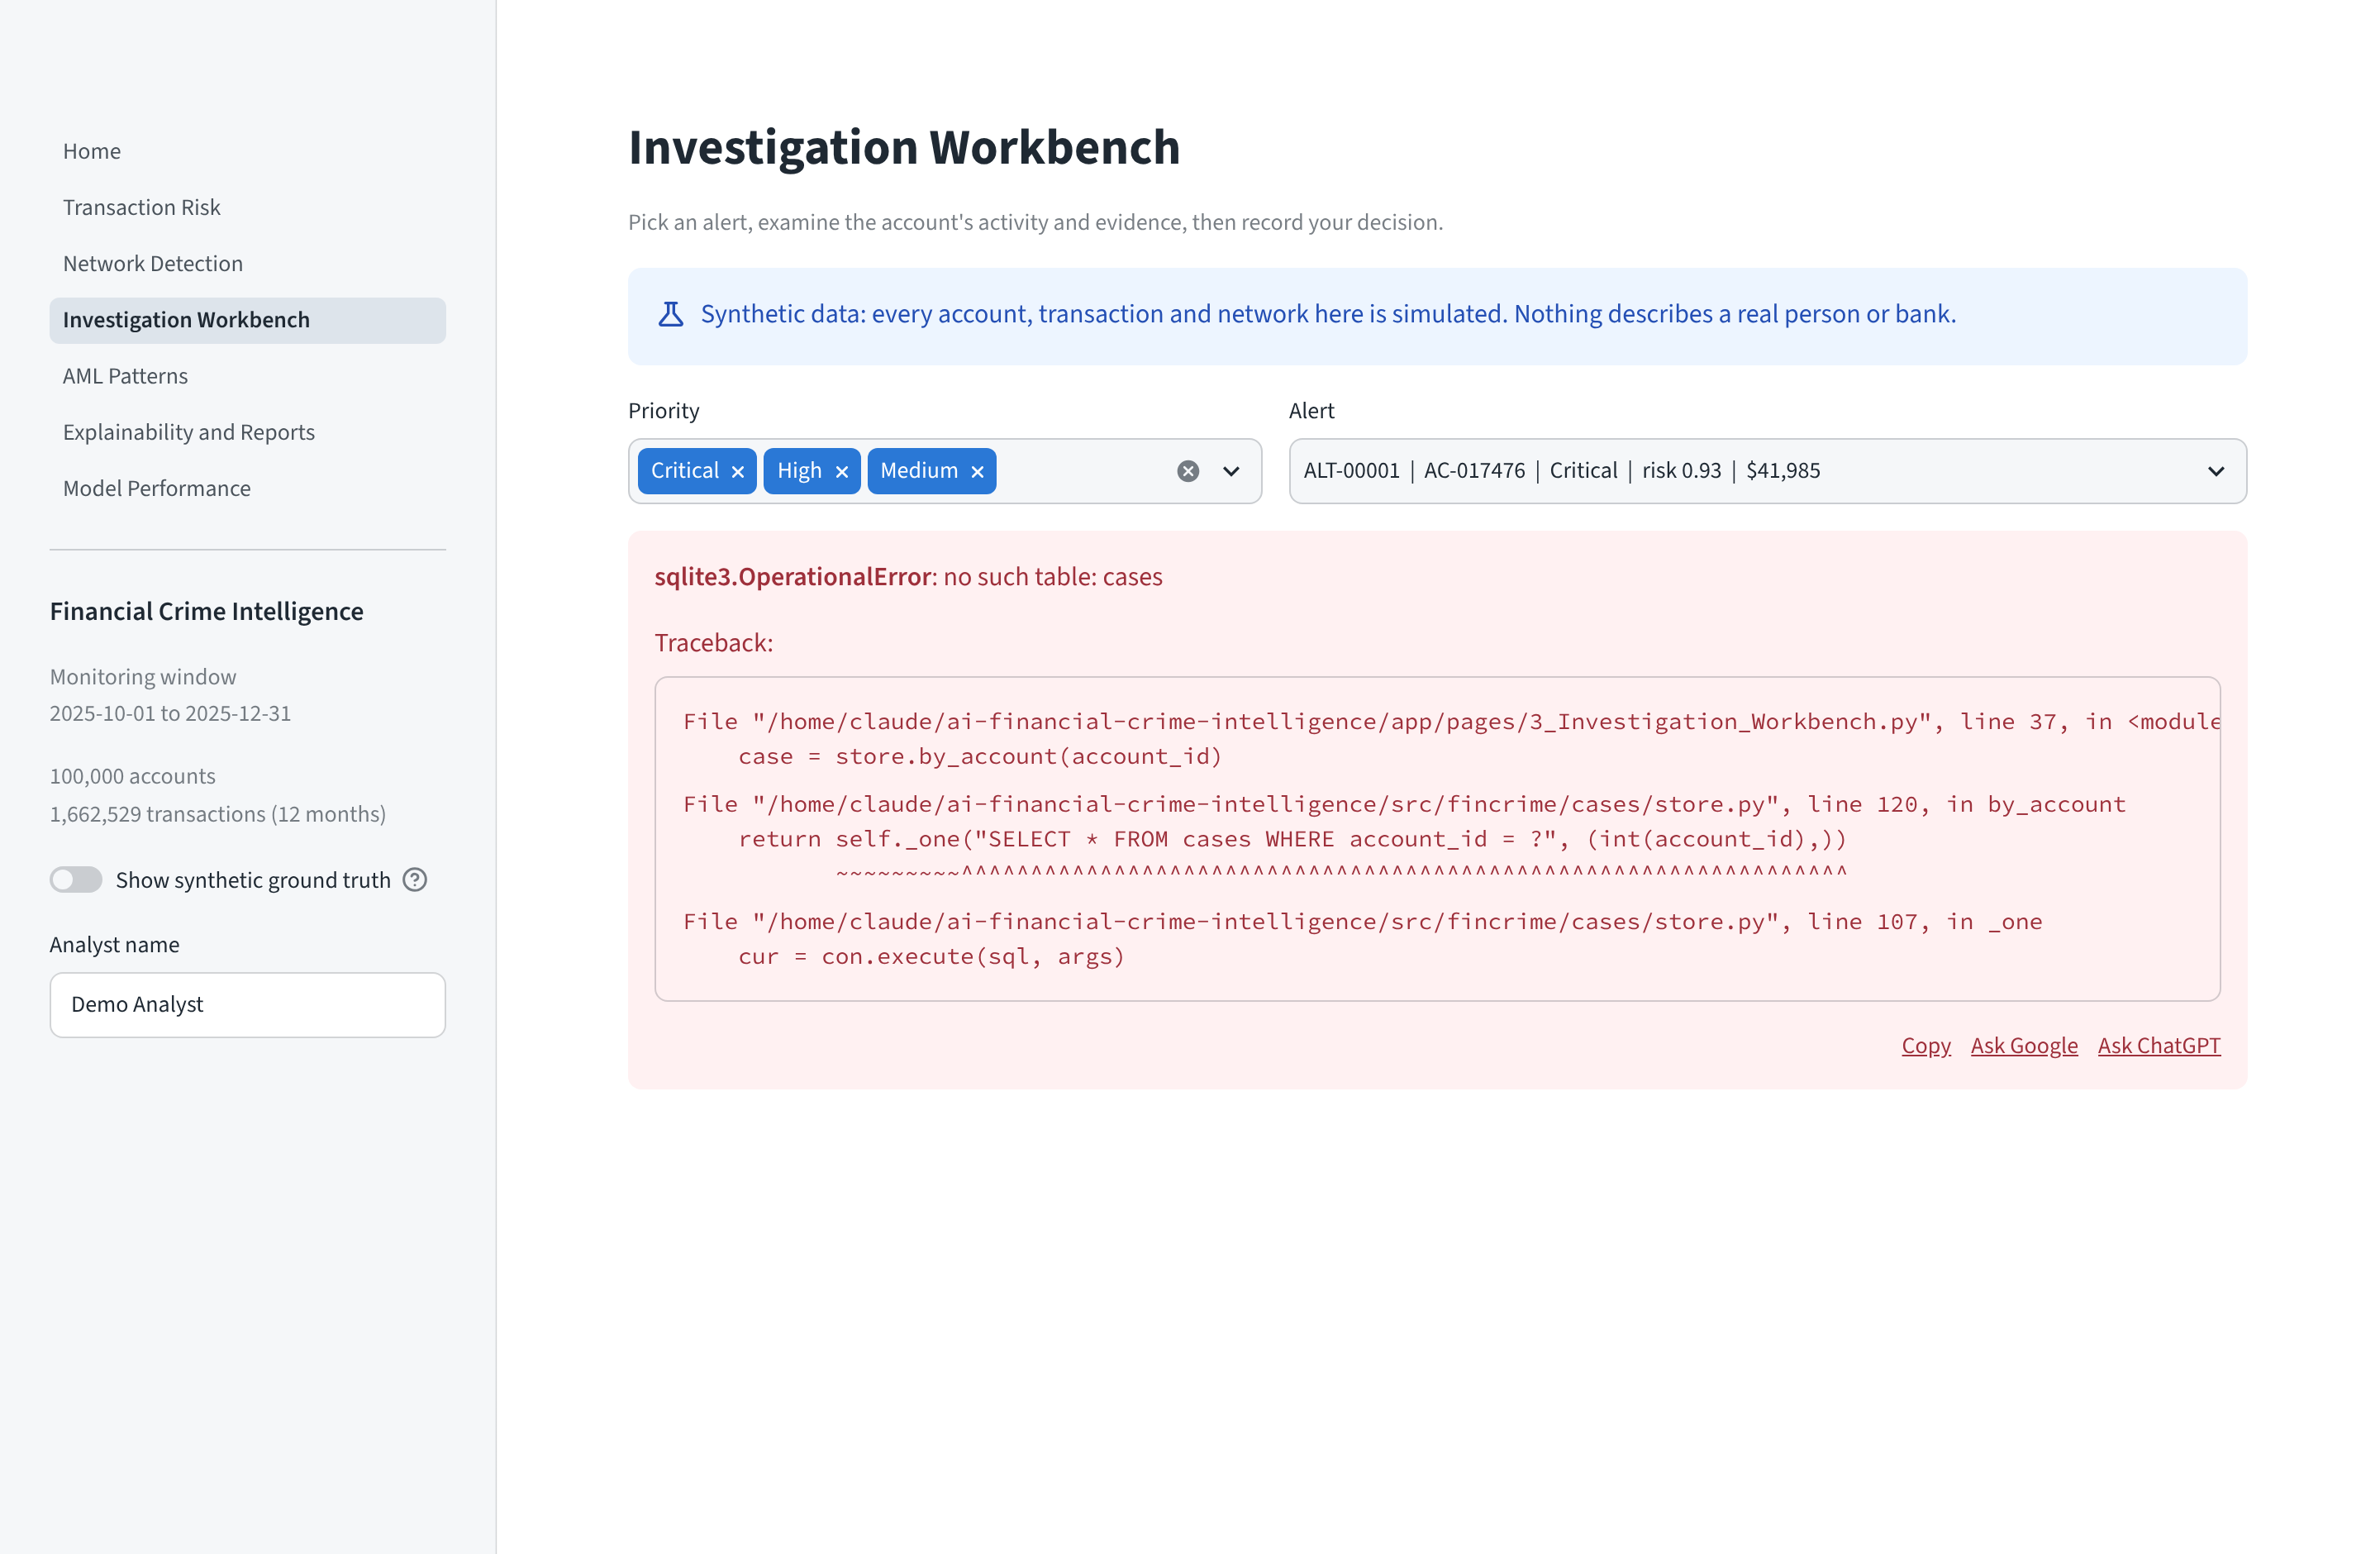 Home
Transaction Risk
Network Detection
Investigation Workbench
AML Patterns
Explainability and Reports
Model Performance
Financial Crime Intelligence
Monitoring window
2025-10-01 to 2025-12-31
100,000 accounts
1,662,529 transactions (12 months)
Show synthetic ground truth
Analyst name
Demo Analyst
Investigation Workbench
Pick an alert, examine the account's activity and evidence, then record your decision.
Synthetic data: every account, transaction and network here is simulated. Nothing describes a real person or bank.
Priority
Critical High Medium
Alert
ALT-00001 | AC-017476 | Critical | risk 0.93 | $41,985
sqlite3.OperationalError: no such table: cases
Traceback:
File "/home/claude/ai-financial-crime-intelligence/app/pages/3_Investigation_Workbench.py", line 37, in <module
case = store.by_account(account_id)
File "/home/claude/ai-financial-crime-intelligence/src/fincrime/cases/store.py", line 120, in by_account
return self._one("SELECT * FROM cases WHERE account_id = ?", (int(account_id),))
~~~~~~~~~^^^^^^^^^^^^^^^^^^^^^^^^^^^^^^^^^^^^^^^^^^^^^^^^^^^^^^^^^^^^^^^^
File "/home/claude/ai-financial-crime-intelligence/src/fincrime/cases/store.py", line 107, in _one
cur = con.execute(sql, args)
Copy Ask Google Ask ChatGPT